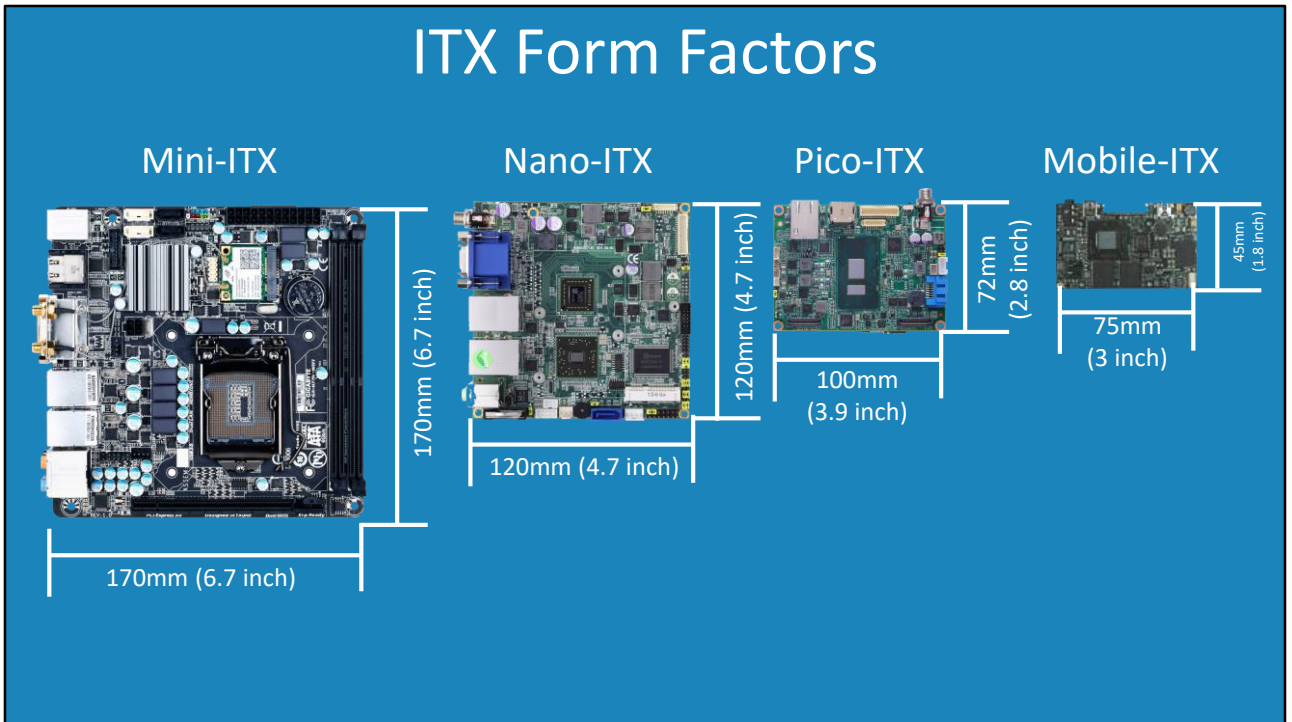 ITX Form Factors
Mini-ITX
Nano-ITX
Pico-ITX
Mobile-ITX
170mm (6.7 inch)
170mm (6.7 inch)
120mm (4.7 inch)
120mm (4.7 inch)
72mm
(2.8 inch)
100mm
(3.9 inch)
45mm
(1.8 inch)
75mm
(3 inch)